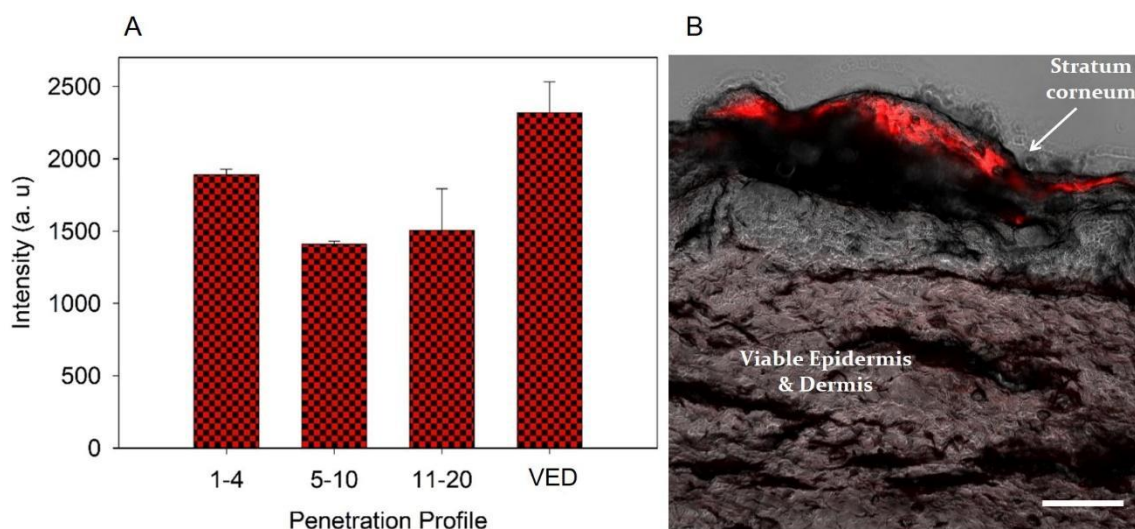 A
B
Intensity (a. u)
2500
2000
1500
1000
500
0
1-4
5-10
11-20
VED
Penetration Profile
Stratum
corneum
Viable Epidermis
& Dermis